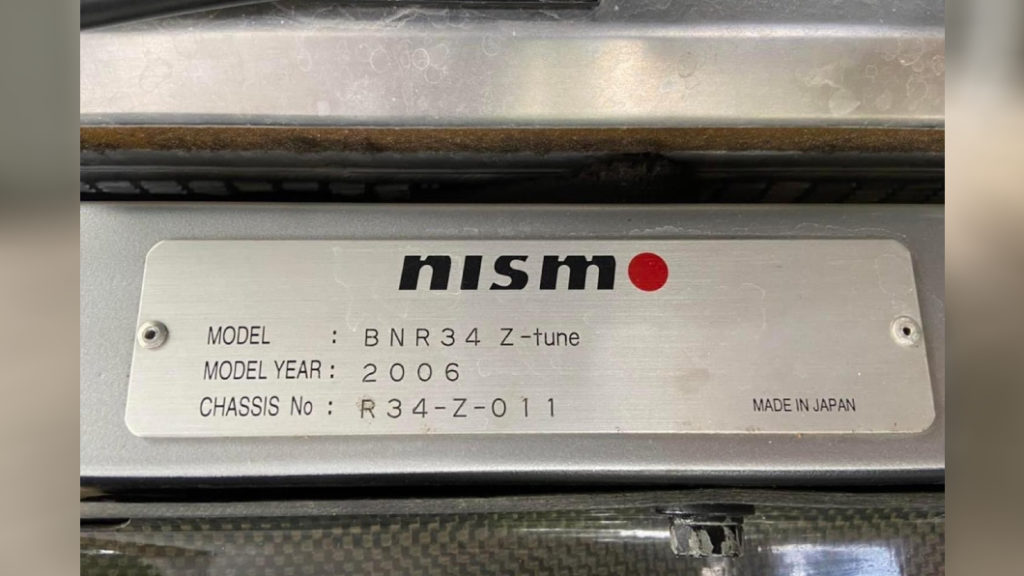 nismo
MODEL : BNR34 Z-tune
MODEL YEAR : 2006
CHASSIS No : R34-Z-011
MADE IN JAPAN